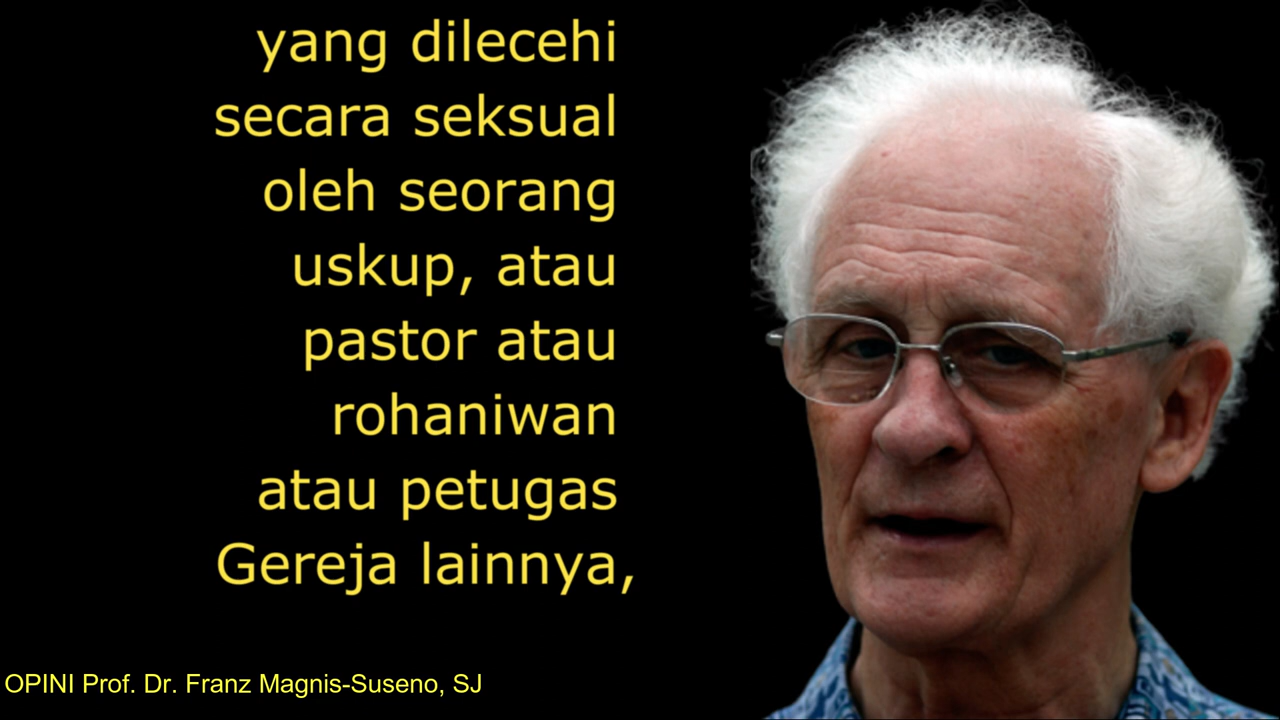 yang dilecehi
secara seksual
oleh seorang
uskup, atau
pastor atau
rohaniwan
atau petugas
Gereja lainnya,
OPINI Prof. Dr. Franz Magnis-Suseno, SJ